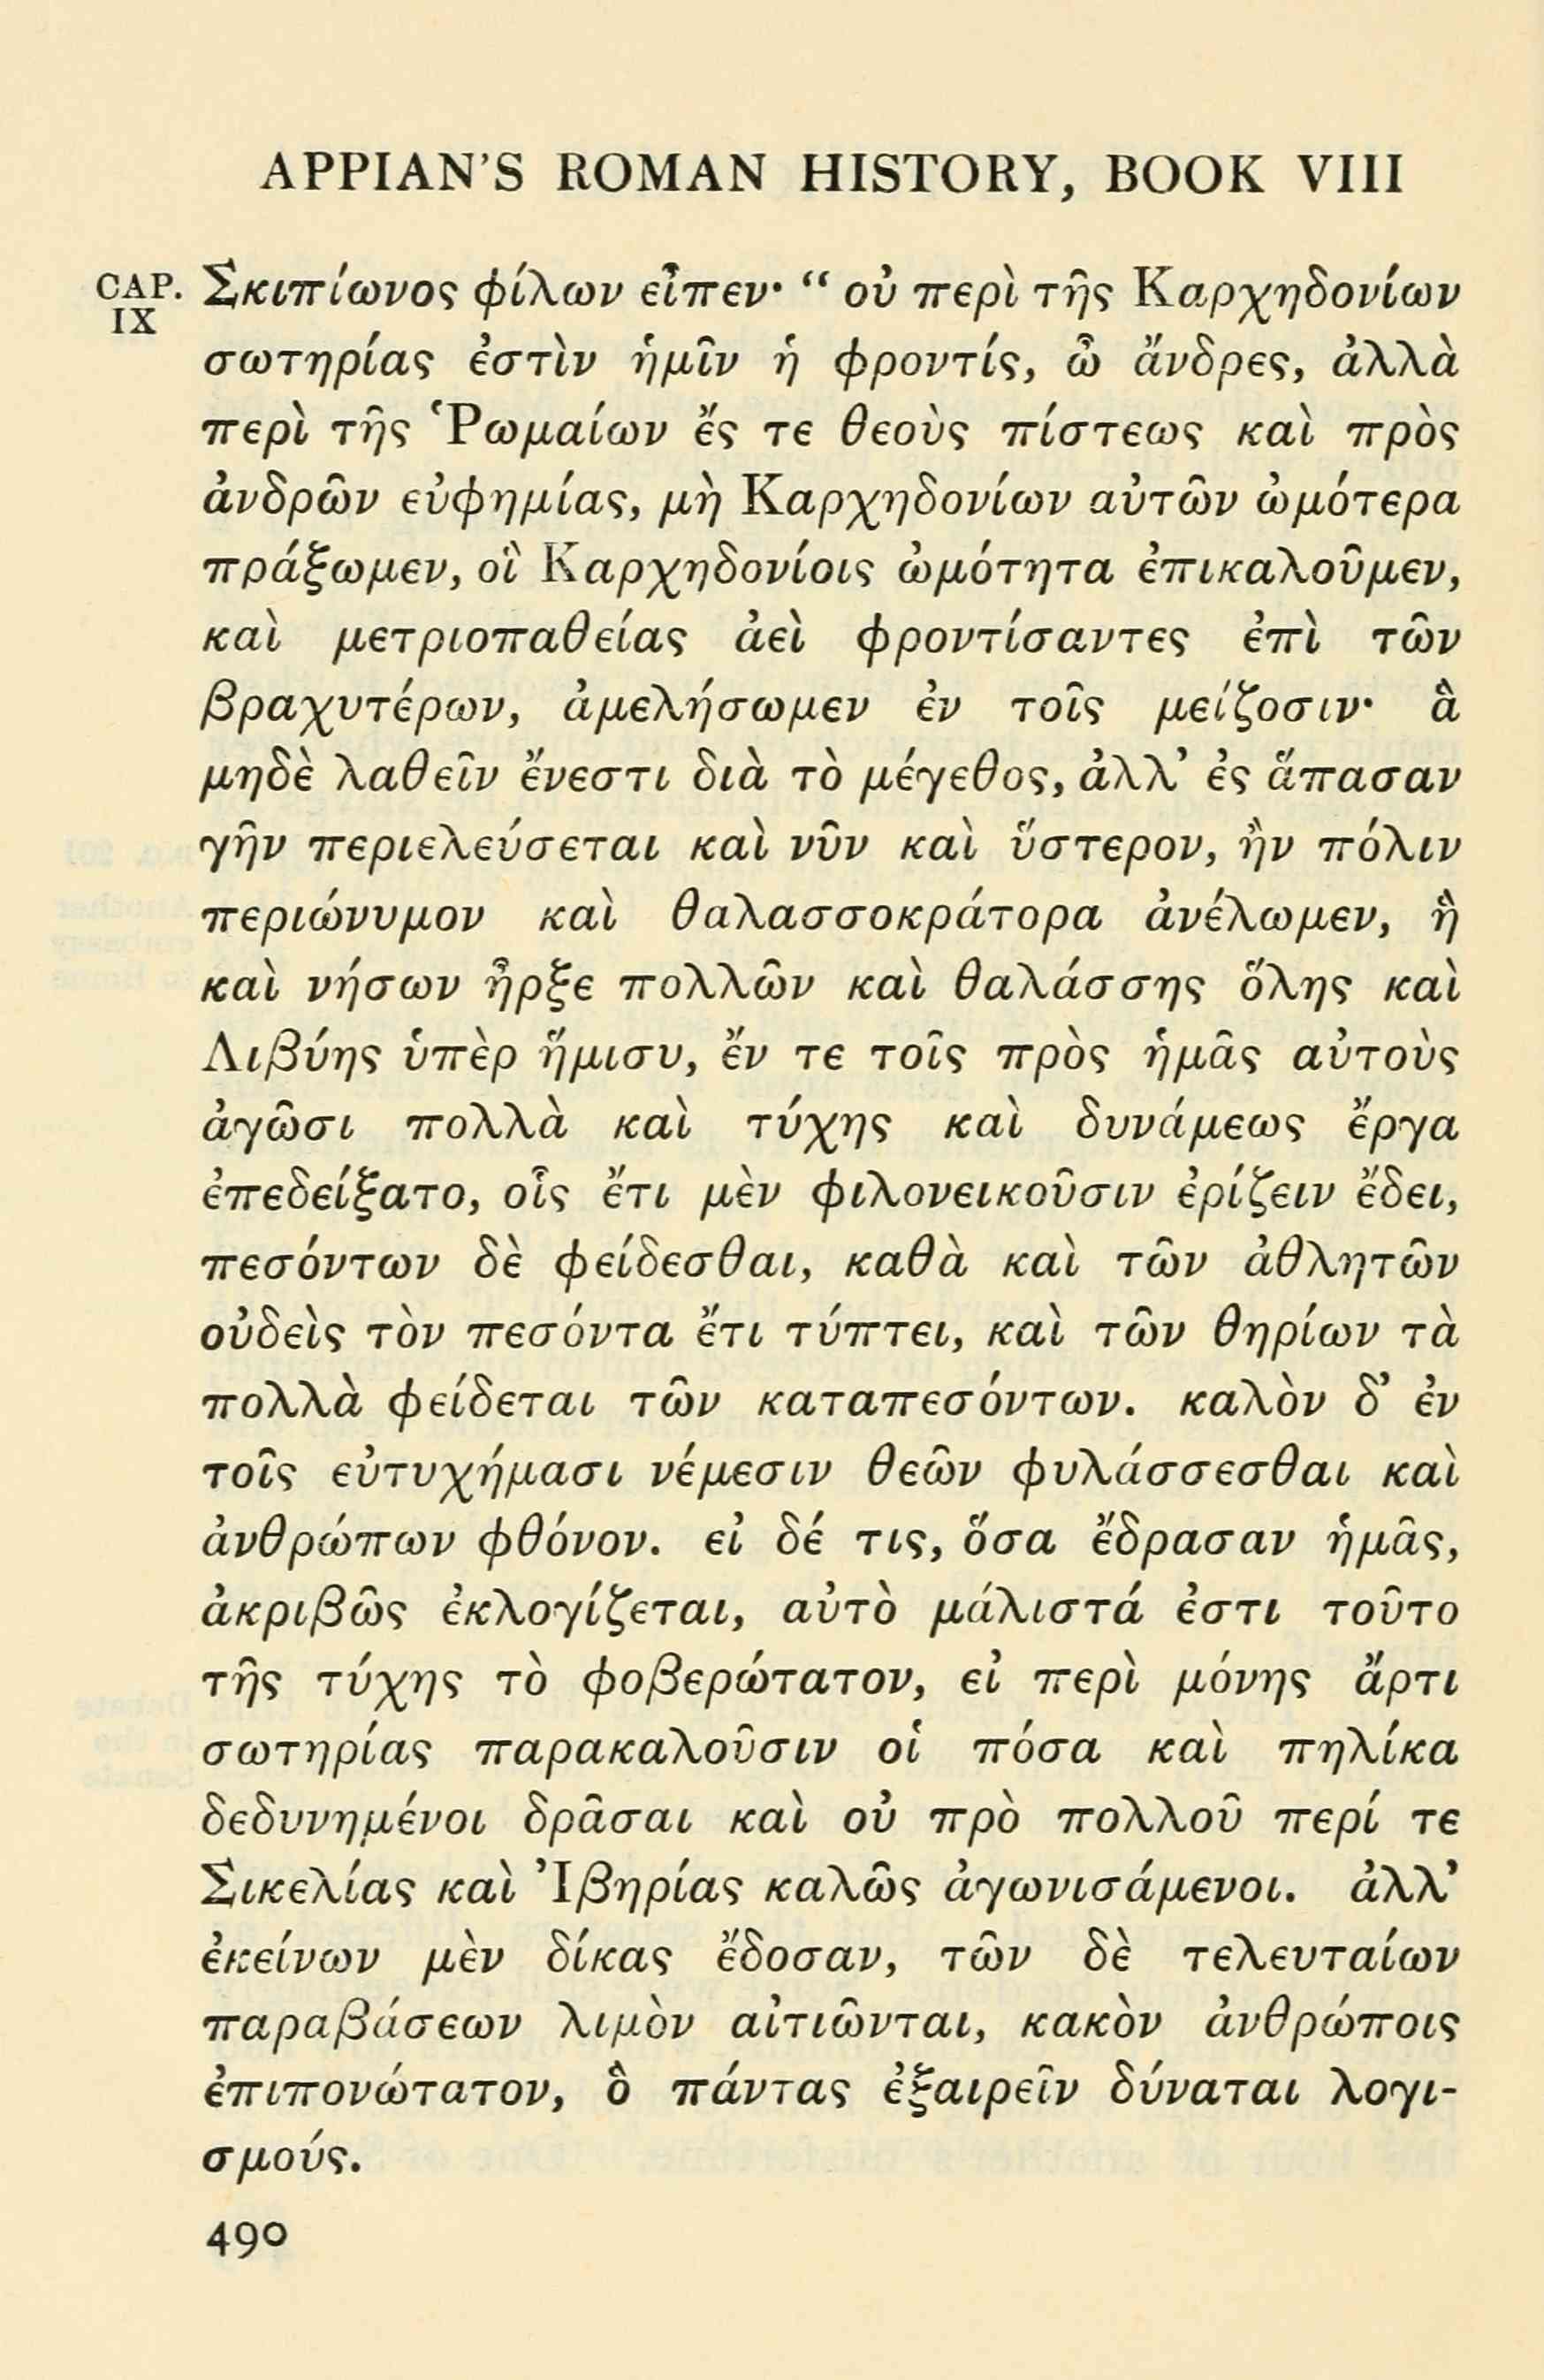 APPIAN'S ROMAN HISTORY, BOOK VIII
CAP. IX
Σκιπίωνος φίλων εἶπεν· “ οὐ περὶ τῆς Καρχηδονίων
σωτηρίας ἐστὶν ἡμῖν ἡ φροντίς, ὦ ἄνδρες, ἀλλὰ
περὶ τῆς Ῥωμαίων ἔς τε θεοὺς πίστεως καὶ πρὸς
ἀνδρῶν εὐφημίας, μὴ Καρχηδονίων αὐτῶν ὠμότερα
πράξωμεν, οἳ Καρχηδονίοις ὠμότητα ἐπικαλοῦμεν,
καὶ μετριοπαθείας ἀεὶ φροντίσαντες ἐπὶ τῶν
βραχυτέρων, ἀμελήσωμεν ἐν τοῖς μείζοσιν· ἃ
μηδὲ λαθεῖν ἔνεστι διὰ τὸ μέγεθος, ἀλλ’ ἐς ἅπασαν
γῆν περιελεύσεται καὶ νῦν καὶ ὕστερον, ἢν πόλιν
περιώνυμον καὶ θαλασσοκράτορα ἀνέλωμεν, ἣ
καὶ νήσων ἦρξε πολλῶν καὶ θαλάσσης ὅλης καὶ
Λιβύης ὑπὲρ ἥμισυ, ἔν τε τοῖς πρὸς ἡμᾶς αὐτοὺς
ἀγῶσι πολλὰ καὶ τύχης καὶ δυνάμεως ἔργα
ἐπεδείξατο, οἷς ἔτι μὲν φιλονεικοῦσιν ἐρίζειν ἔδει,
πεσόντων δὲ φείδεσθαι, καθὰ καὶ τῶν ἀθλητῶν
οὐδεὶς τὸν πεσόντα ἔτι τύπτει, καὶ τῶν θηρίων τὰ
πολλὰ φείδεται τῶν καταπεσόντων. καλὸν δ’ ἐν
τοῖς εὐτυχήμασι νέμεσιν θεῶν φυλάσσεσθαι καὶ
ἀνθρώπων φθόνον. εἰ δέ τις, ὅσα ἔδρασαν ἡμᾶς,
ἀκριβῶς ἐκλογίζεται, αὐτὸ μάλιστά ἐστι τοῦτο
τῆς τύχης τὸ φοβερώτατον, εἰ περὶ μόνης ἄρτι
σωτηρίας παρακαλοῦσιν οἱ πόσα καὶ πηλίκα
δεδυνημένοι δρᾶσαι καὶ οὐ πρὸ πολλοῦ περί τε
Σικελίας καὶ Ἰβηρίας καλῶς ἀγωνισάμενοι. ἀλλ’
ἐκείνων μὲν δίκας ἔδοσαν, τῶν δὲ τελευταίων
παραβάσεων λιμὸν αἰτιῶνται, κακὸν ἀνθρώποις
ἐπιπονώτατον, ὃ πάντας ἐξαιρεῖν δύναται λογι-
σμούς.
490